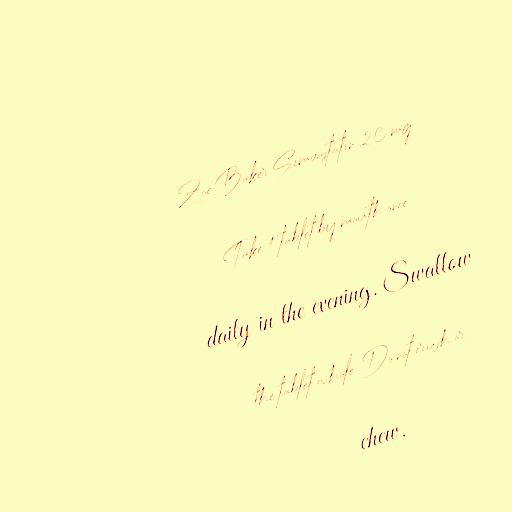 Zoe Baker Simvastatin 20 mg
Take 1 tablet by mouth once
daily in the evening. Swallow
the tablet whole. Do not crush or
chew.